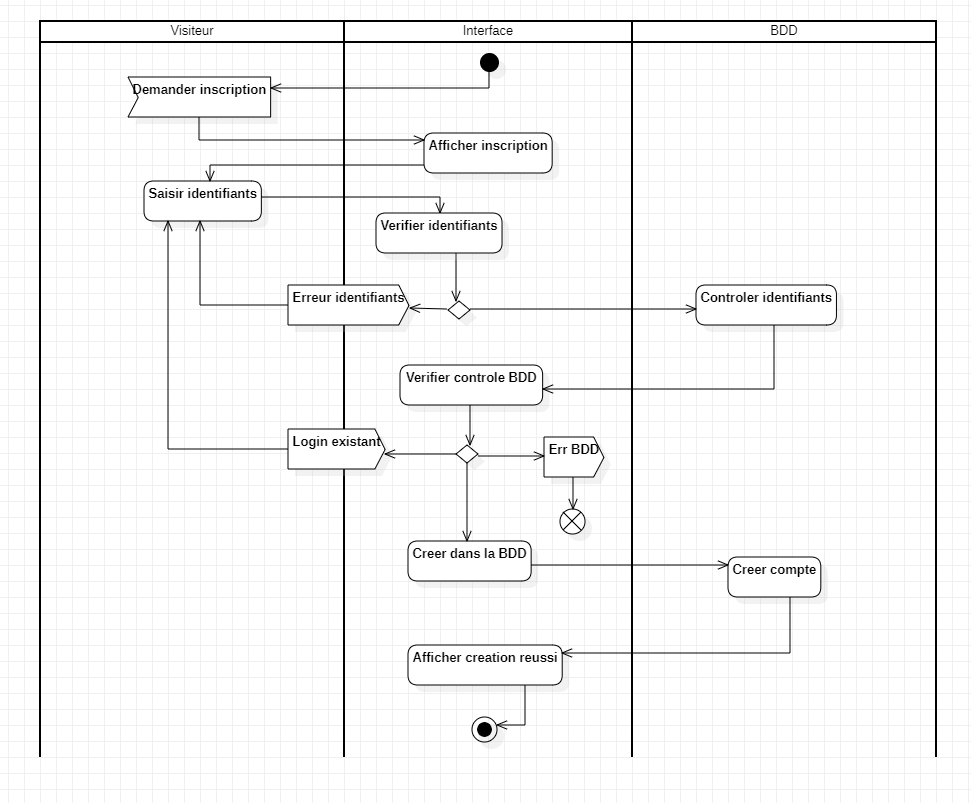 Visiteur
Interface
BDD
Demander inscription
Afficher inscription
Saisir identifiants
Verifier identifiants
Erreur identifiants
Controler identifiants
Verifier controle BDD
Login existant
Err BDD
Creer dans la BDD
Creer compte
Afficher creation reussi